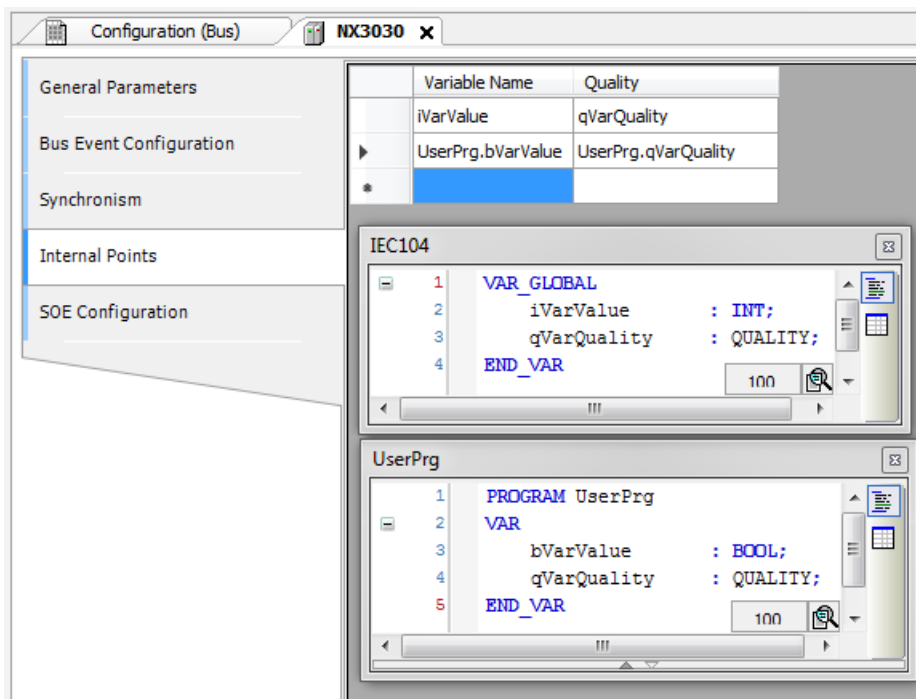 Configuration (Bus) NX3030
General Parameters
Bus Event Configuration
Synchronism
Internal Points
SOE Configuration
Variable Name Quality
iVarValue qVarQuality
UserPrg.bVarValue UserPrg.qVarQuality
IEC104
1 VAR_GLOBAL
2 iVarValue : INT;
3 qVarQuality : QUALITY;
4 END_VAR
100
UserPrg
1 PROGRAM UserPrg
2 VAR
3 bVarValue : BOOL;
4 qVarQuality : QUALITY;
5 END_VAR
100